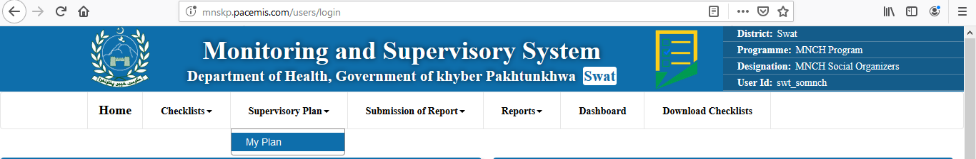 mnskp.pacemis.com/users/login
Monitoring and Supervisory System
Department of Health, Government of khyber Pakhtunkhwa Swat
District: Swat
Programme: MNCH Program
Designation: MNCH Social Organizers
User Id: swt_somnch
Home Checklists Supervisory Plan Submission of Report Reports Dashboard Download Checklists
My Plan